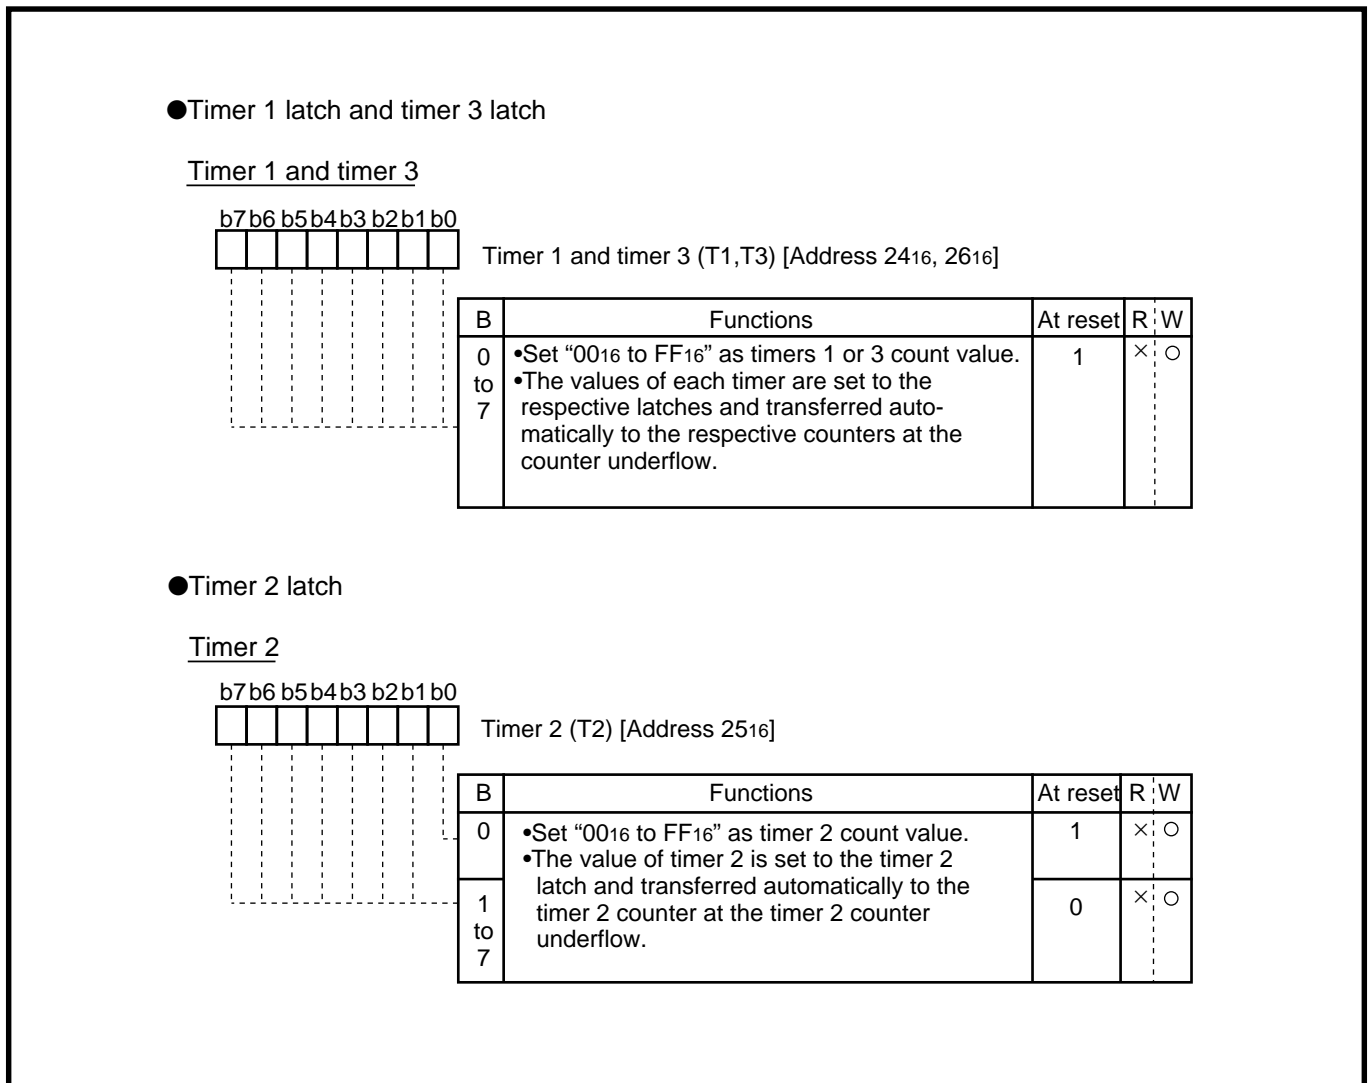 ●Timer 1 latch and timer 3 latch
Timer 1 and timer 3
b7 b6 b5 b4 b3 b2 b1 b0
Timer 1 and timer 3 (T1,T3) [Address 2416, 2616]
B Functions At reset R W
0 to 7
•Set “0016 to FF16” as timers 1 or 3 count value.
•The values of each timer are set to the
respective latches and transferred auto-
matically to the respective counters at the
counter underflow.
1 × ○
●Timer 2 latch
Timer 2
b7 b6 b5 b4 b3 b2 b1 b0
Timer 2 (T2) [Address 2516]
B Functions At reset R W
0
•Set “0016 to FF16” as timer 2 count value.
•The value of timer 2 is set to the timer 2
latch and transferred automatically to the
timer 2 counter at the timer 2 counter
underflow.
1 × ○
1 to 7
0 × ○